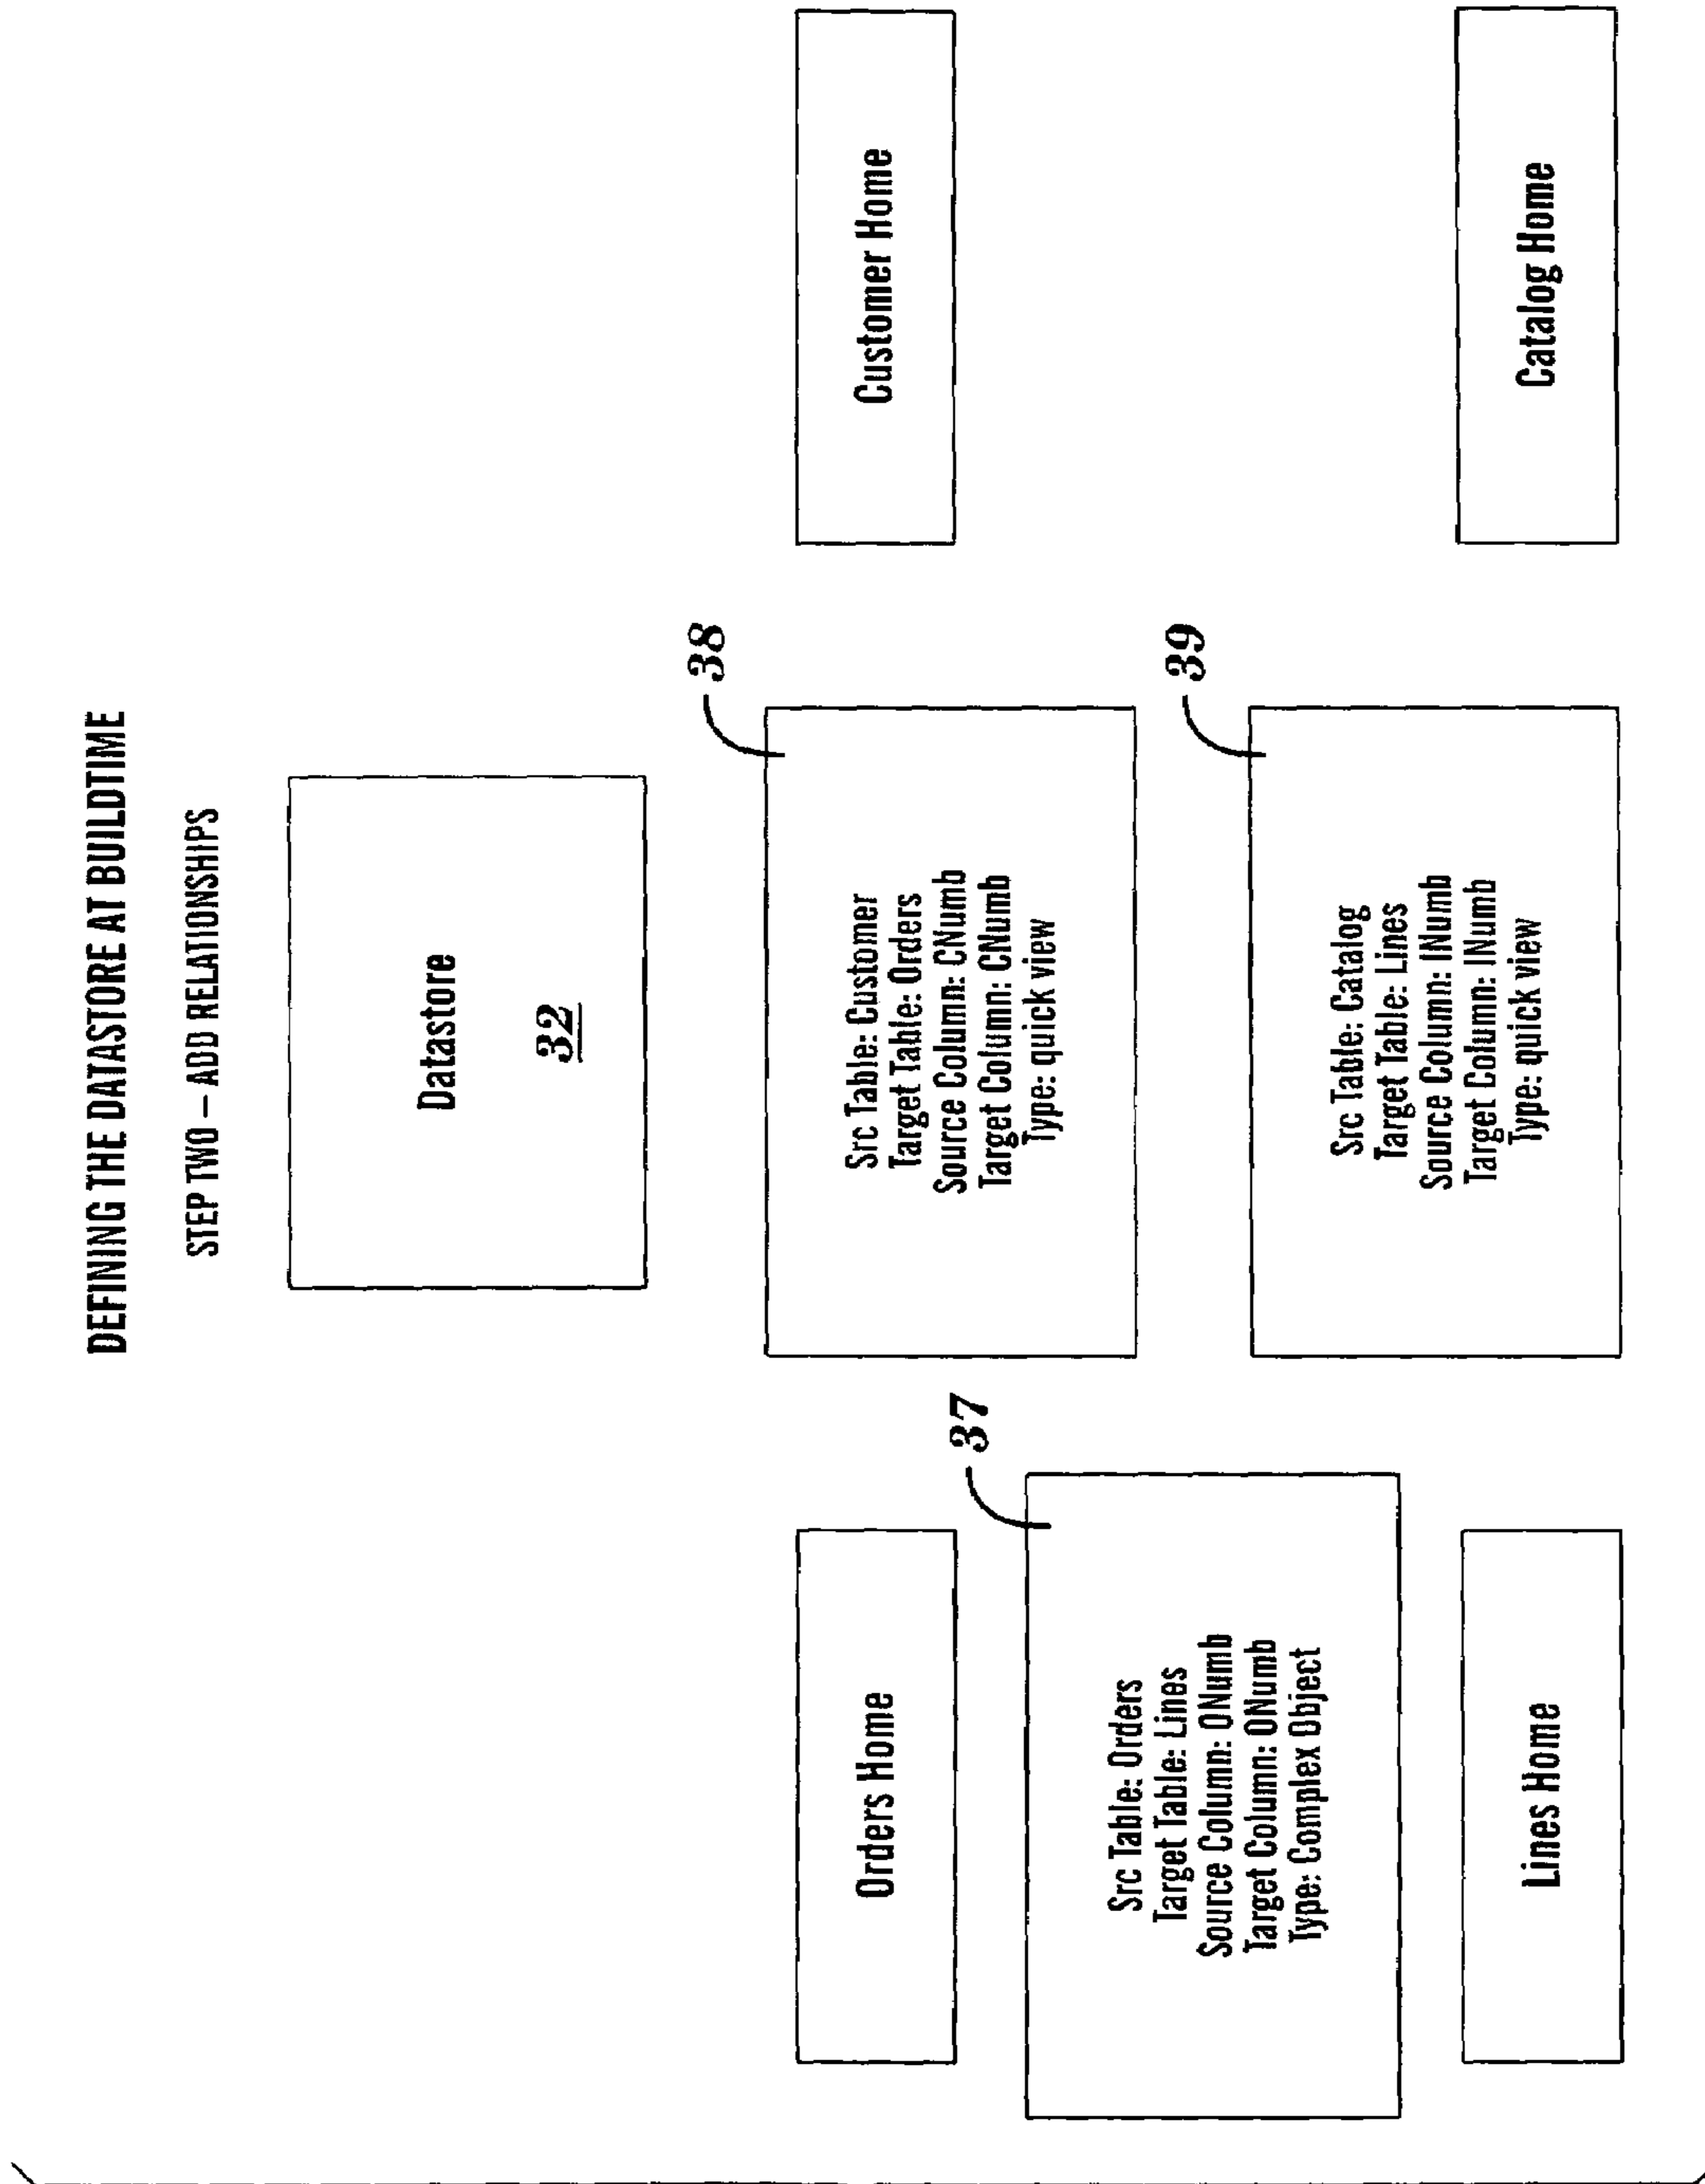 DEFINING THE DATASTORE AT BUILDTIME
STEP TWO – ADD RELATIONSHIPS
Datastore
32
Orders Home
38
Src Table: Customer
Target Table: Orders
Source Column: CNumb
Target Column: CNumb
Type: quick view
Customer Home
37
Src Table: Orders
Target Table: Lines
Source Column: ONumb
Target Column: ONumb
Type: Complex Object
39
Src Table: Catalog
Target Table: Lines
Source Column: INumb
Target Column: INumb
Type: quick view
Lines Home
Catalog Home